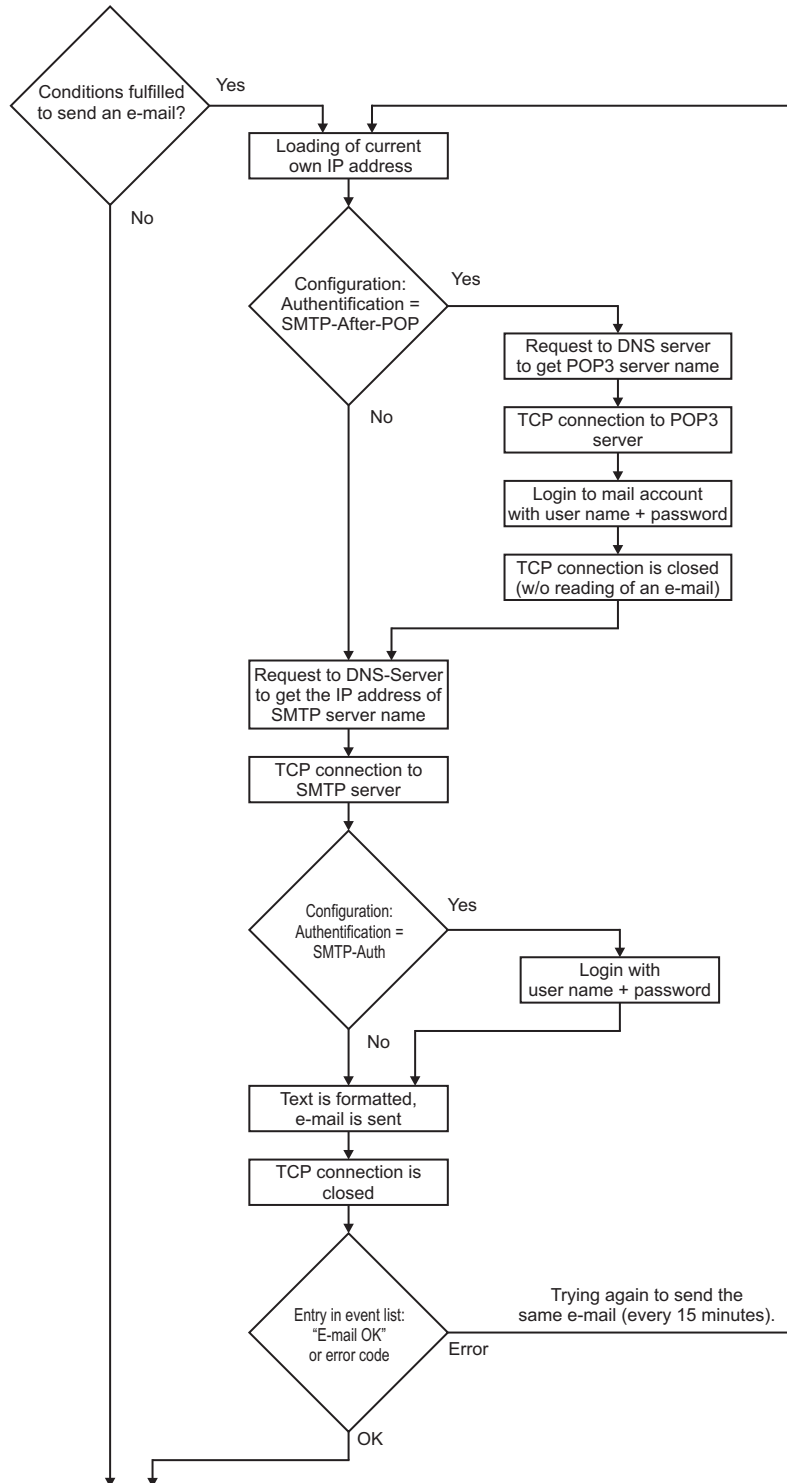 Conditions fulfilled
to send an e-mail?
Yes
No
Loading of current
own IP address
Configuration:
Authentification =
SMTP-After-POP
Yes
No
Request to DNS server
to get POP3 server name
TCP connection to POP3
server
Login to mail account
with user name + password
TCP connection is closed
(w/o reading of an e-mail)
Request to DNS-Server
to get the IP address of
SMTP server name
TCP connection to
SMTP server
Configuration:
Authentification =
SMTP-Auth
Yes
No
Login with
user name + password
Text is formatted,
e-mail is sent
TCP connection is
closed
Entry in event list:
“E-mail OK”
or error code
Trying again to send the
same e-mail (every 15 minutes).
Error
OK